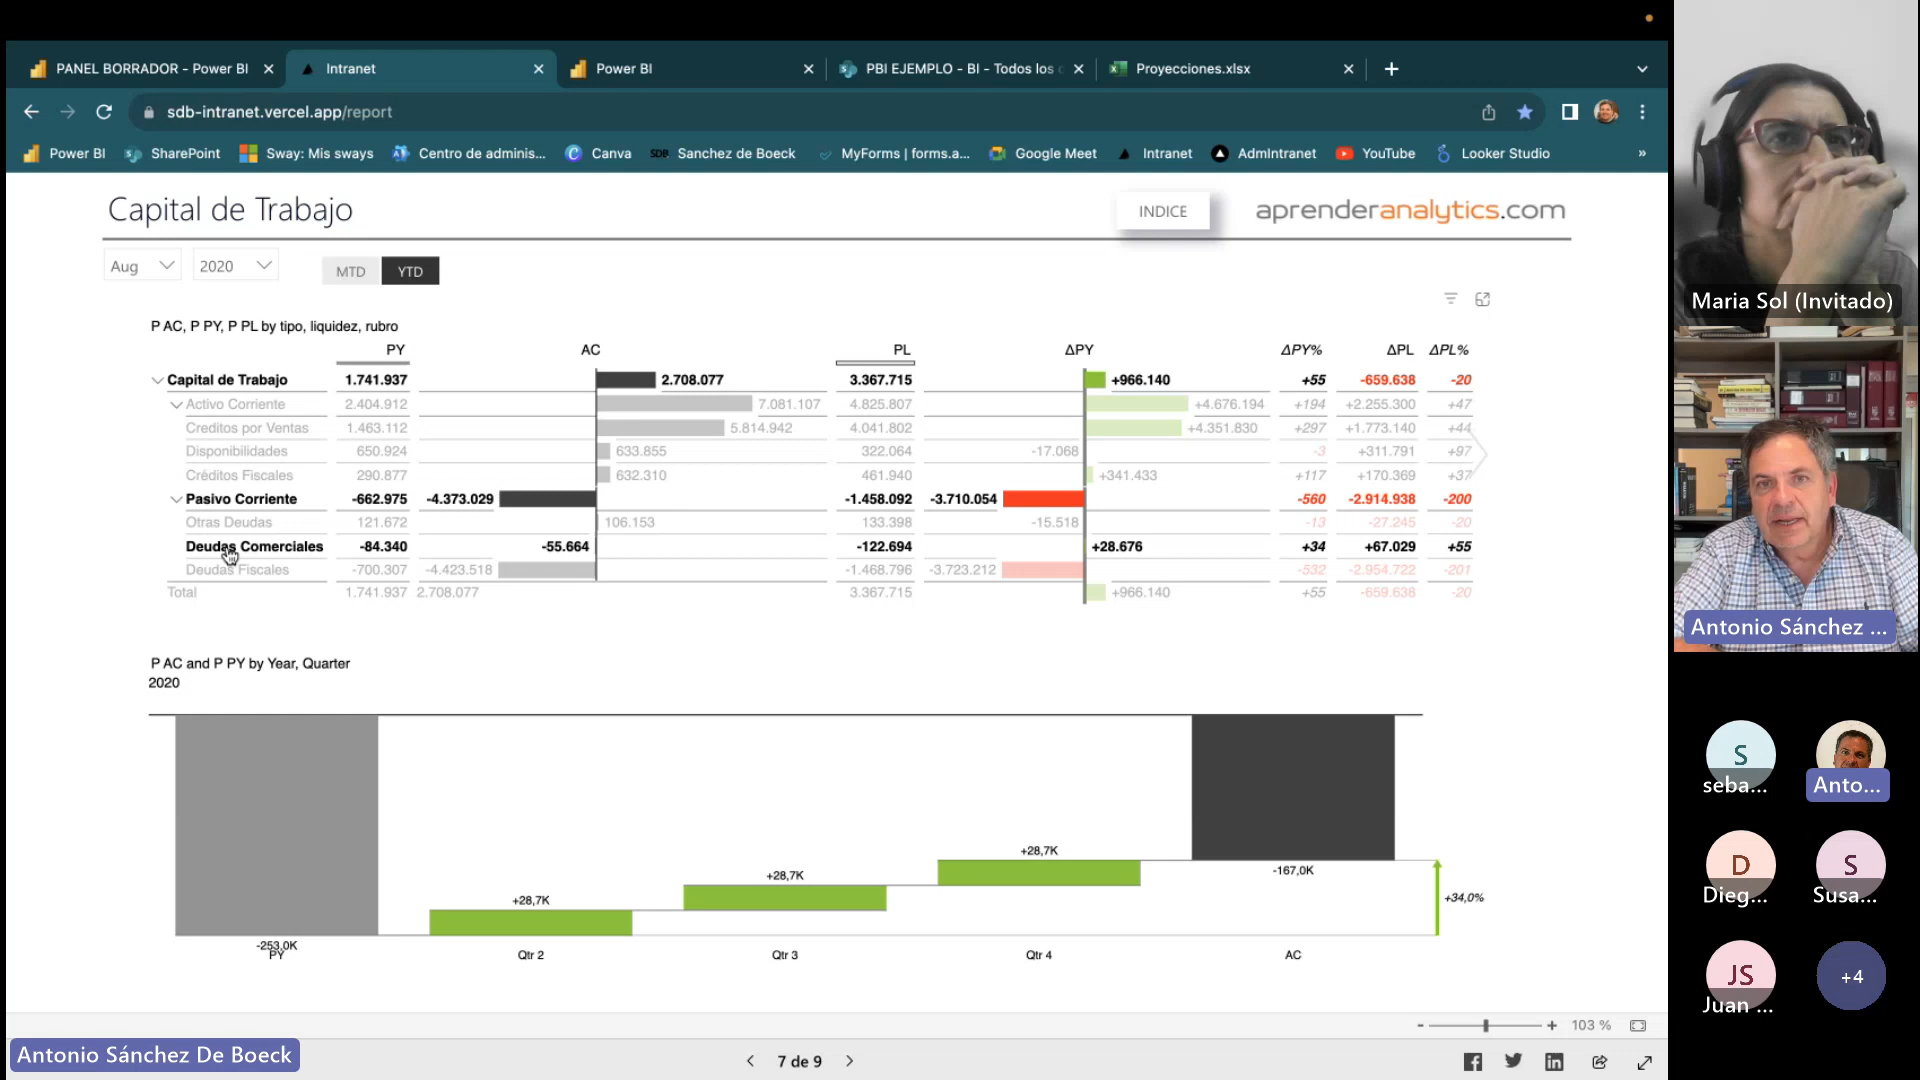 PANEL BORRADOR - Power BI
Intranet
Power BI
PBI EJEMPLO - BI - Todos los
Proyecciones.xlsx
sdb-intranet.vercel.app/report
Power BI
SharePoint
Sway: Mis sways
Centro de adminis...
Canva
SDB
Sanchez de Boeck
MyForms | forms.a...
Google Meet
Intranet
AdmIntranet
YouTube
Looker Studio
»
Capital de Trabajo
INDICE
aprenderanalytics.com
Aug
2020
MTD
YTD
P AC, P PY, P PL by tipo, liquidez, rubro
PY AC PL ΔPY ΔPY% ΔPL ΔPL%
Capital de Trabajo 1.741.937 2.708.077 3.367.715 +966.140 +55 -659.638 -20
Activo Corriente 2.404.912 7.081.107 4.825.807 +4.676.194 +194 +2.255.300 +47
Creditos por Ventas 1.463.112 5.814.942 4.041.802 +4.351.830 +297 +1.773.140 +44
Disponibilidades 650.924 633.855 322.064 -17.068 -3 +311.791 +97
Créditos Fiscales 290.877 632.310 461.940 +341.433 +117 +170.369 +37
Pasivo Corriente -662.975 -4.373.029 -1.458.092 -3.710.054 -560 -2.914.938 -200
Otras Deudas 121.672 106.153 133.398 -15.518 -13 -27.245 -20
Deudas Comerciales -84.340 -55.664 -122.694 +28.676 +34 +67.029 +55
Deudas Fiscales -700.307 -4.423.518 -1.468.796 -3.723.212 -532 -2.954.722 -201
Total 1.741.937 2.708.077 3.367.715 +966.140 +55 -659.638 -20
P AC and P PY by Year, Quarter
2020
+28,7K
+28,7K
+28,7K
-167,0K
+34,0%
-253,0K
PY Qtr 2 Qtr 3 Qtr 4 AC
- + 103 %
7 de 9
Antonio Sánchez De Boeck
Maria Sol (Invitado)
Antonio Sánchez ...
S
seba...
Anto...
D
Dieg...
S
Susa...
JS
Juan ...
+4